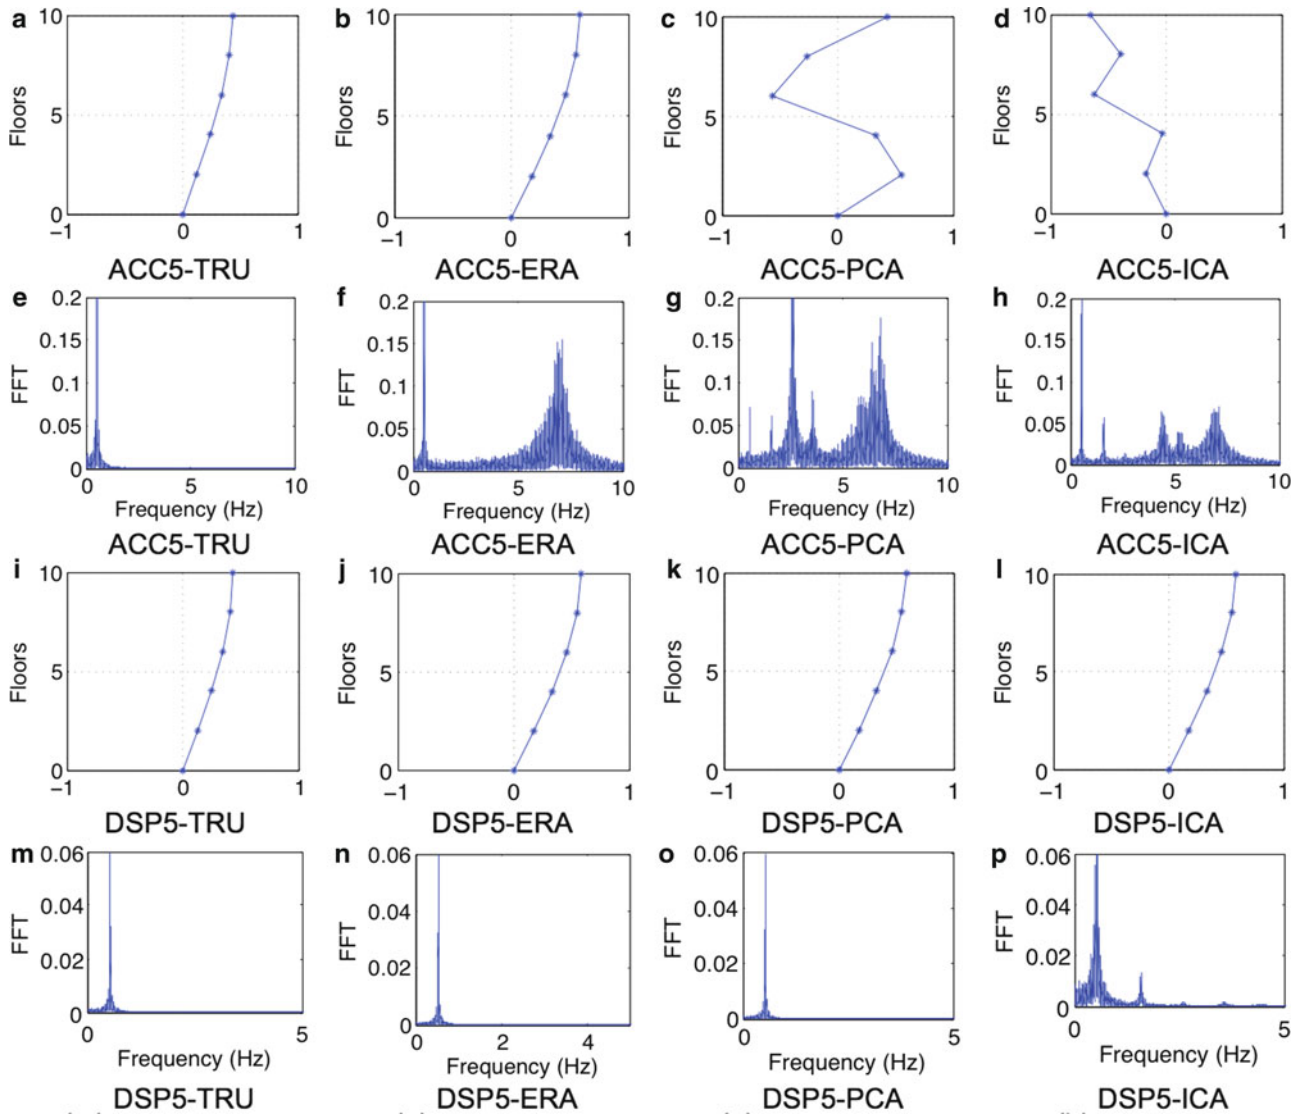 a b c d
10 10 10 10
Floors Floors Floors Floors
5 5 5 5
0 0 0 0
−1 0 1 −1 0 1 −1 0 1 −1 0 1
ACC5-TRU ACC5-ERA ACC5-PCA ACC5-ICA
e f g h
0.2 0.2 0.2 0.2
0.15 0.15 0.15 0.15
FFT FFT FFT FFT
0.1 0.1 0.1 0.1
0.05 0.05 0.05 0.05
0 0 0 0
0 5 10 0 5 10 0 5 10 0 5 10
Frequency (Hz) Frequency (Hz) Frequency (Hz) Frequency (Hz)
ACC5-TRU ACC5-ERA ACC5-PCA ACC5-ICA
i j k l
10 10 10 10
Floors Floors Floors Floors
5 5 5 5
0 0 0 0
−1 0 1 −1 0 1 −1 0 1 −1 0 1
DSP5-TRU DSP5-ERA DSP5-PCA DSP5-ICA
m n o p
0.06 0.06 0.06 0.06
0.04 0.04 0.04 0.04
FFT FFT FFT FFT
0.02 0.02 0.02 0.02
0 0 0 0
0 5 2 4 0 5 0 5
Frequency (Hz) Frequency (Hz) Frequency (Hz) Frequency (Hz)
DSP5-TRU DSP5-ERA DSP5-PCA DSP5-ICA